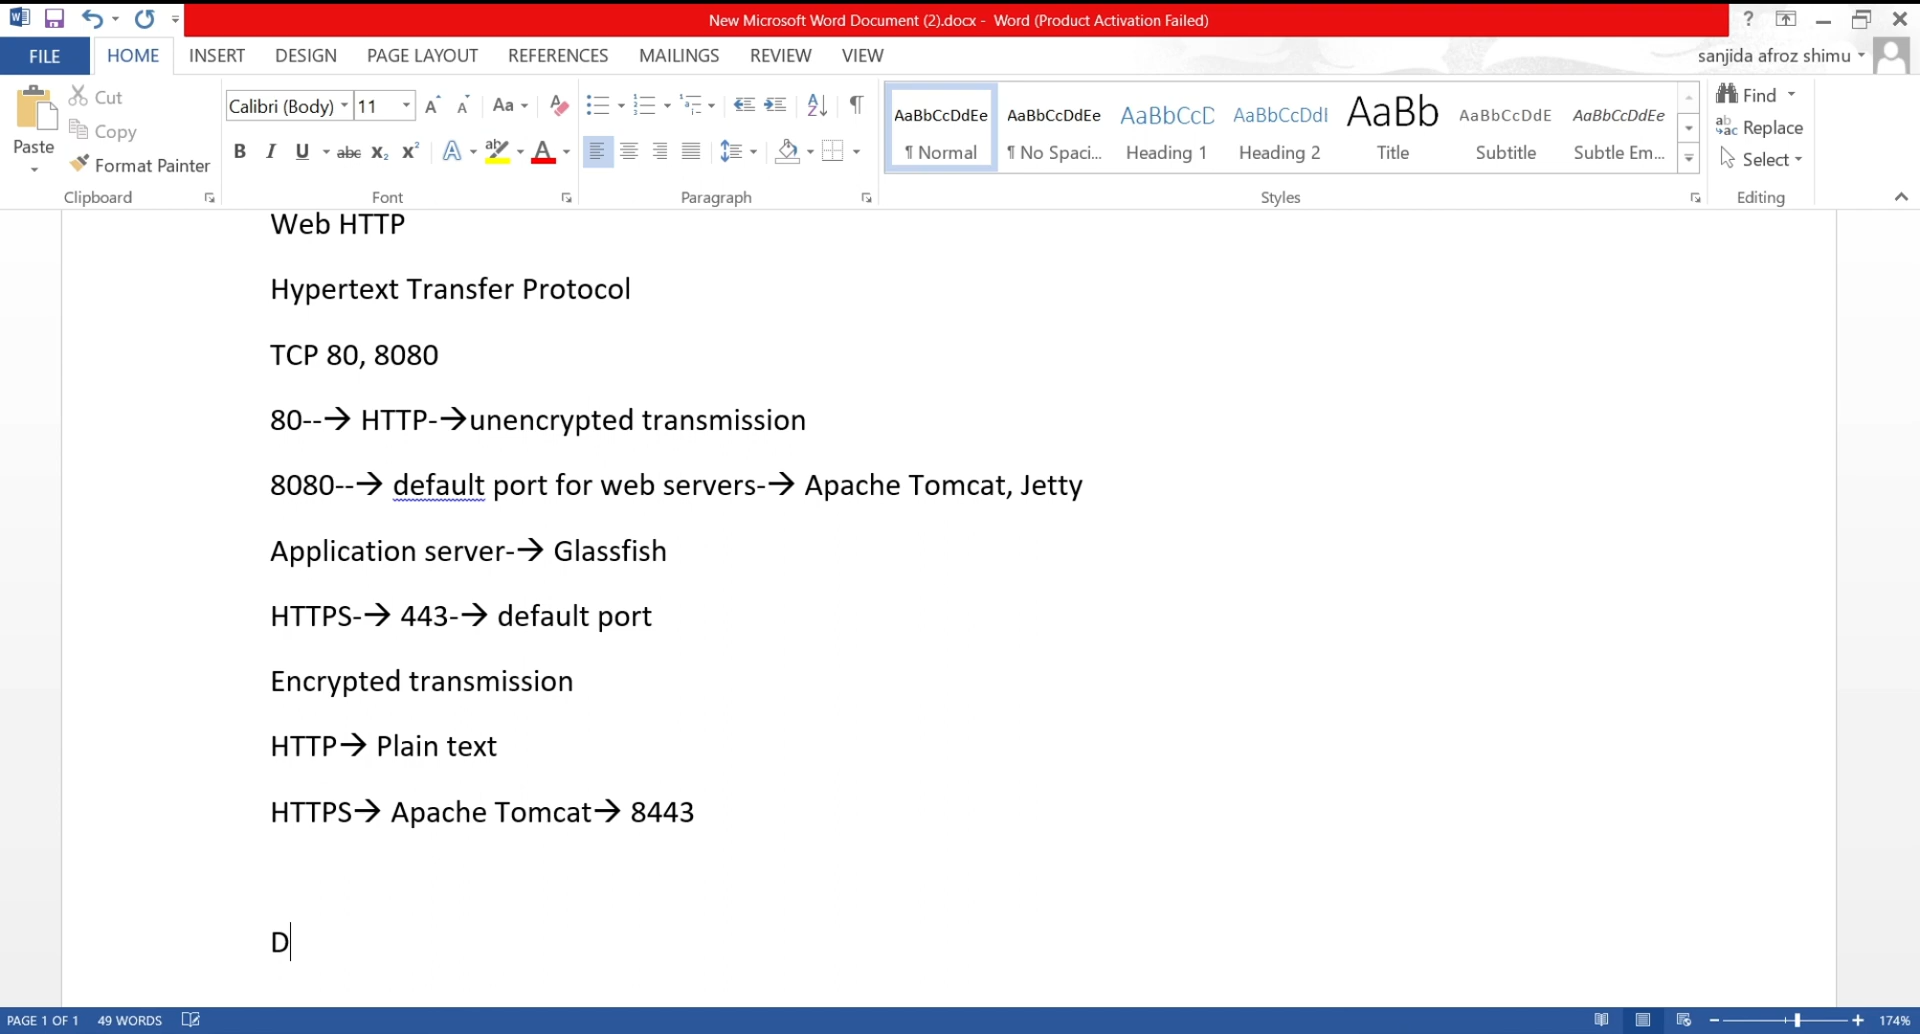 New Microsoft Word Document (2).docx - Word (Product Activation Failed)
FILE HOME INSERT DESIGN PAGE LAYOUT REFERENCES MAILINGS REVIEW VIEW sanjida afroz shimu
Paste
Cut
Copy
Format Painter
Clipboard
Calibri (Body) 11
Font
Paragraph
AaBbCcDdEe AaBbCcDdEe AaBbCcC AaBbCcDdI AaBb AaBbCcDdE AaBbCcDdEe
¶ Normal ¶ No Spaci... Heading 1 Heading 2 Title Subtitle Subtle Em...
Styles
Find
Replace
Select
Editing
Web HTTP
Hypertext Transfer Protocol
TCP 80, 8080
80--→ HTTP-→unencrypted transmission
8080--→ default port for web servers-→ Apache Tomcat, Jetty
Application server-→ Glassfish
HTTPS-→ 443-→ default port
Encrypted transmission
HTTP→ Plain text
HTTPS→ Apache Tomcat→ 8443
D
PAGE 1 OF 1 49 WORDS 174%